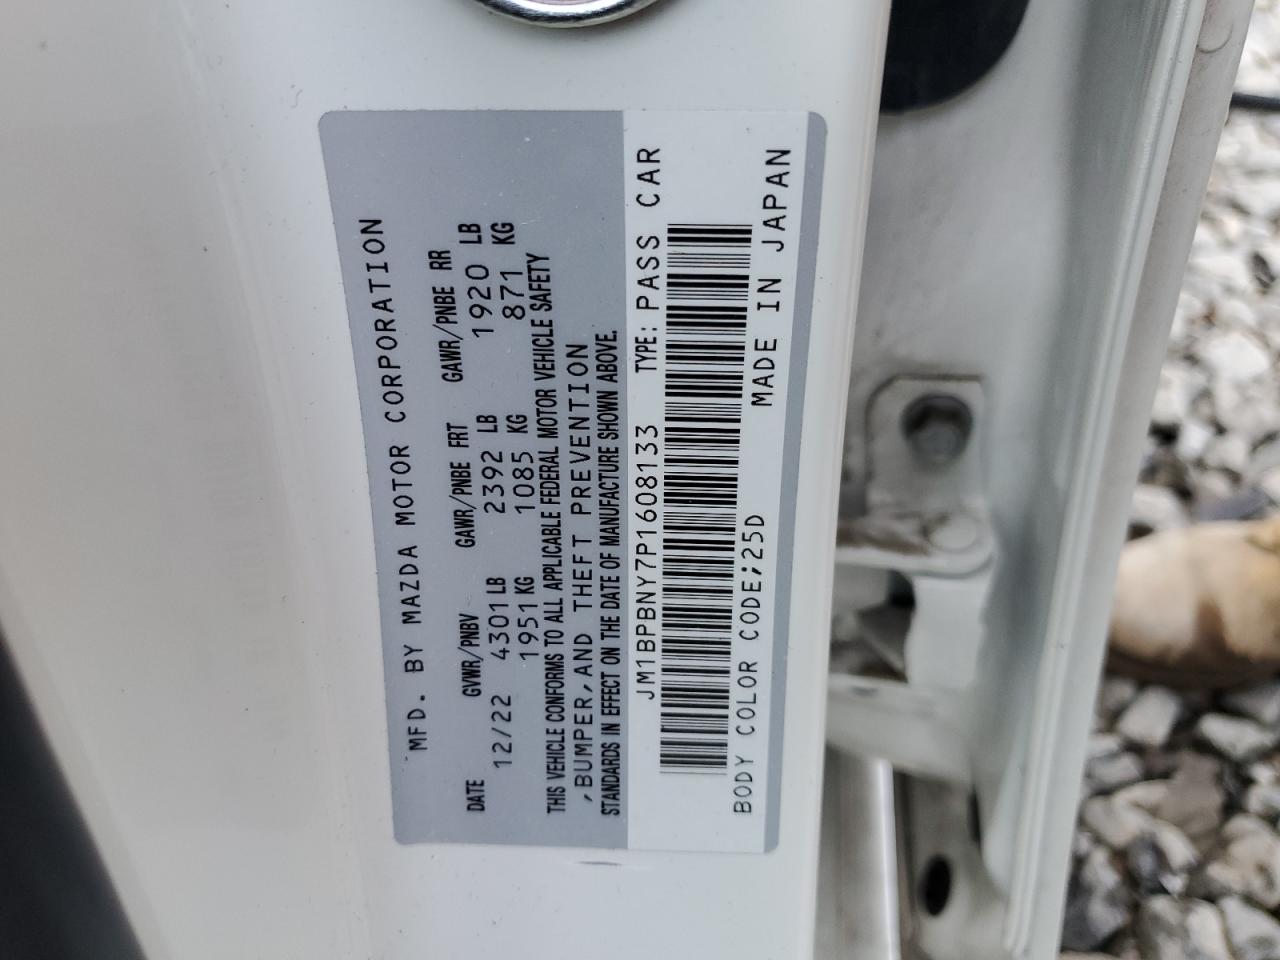 MFD. BY MAZDA MOTOR CORPORATION
DATE GVWR/PNBV GAWR/PNBE FRT GAWR/PNBE RR
12/22 4301 LB 2392 LB 1920 LB
1951 KG 1085 KG 871 KG
THIS VEHICLE CONFORMS TO ALL APPLICABLE FEDERAL MOTOR VEHICLE SAFETY
,BUMPER,AND THEFT PREVENTION
STANDARDS IN EFFECT ON THE DATE OF MANUFACTURE SHOWN ABOVE.
JM1BPBNY7P1608133 TYPE: PASS CAR
BODY COLOR CODE;25D MADE IN JAPAN